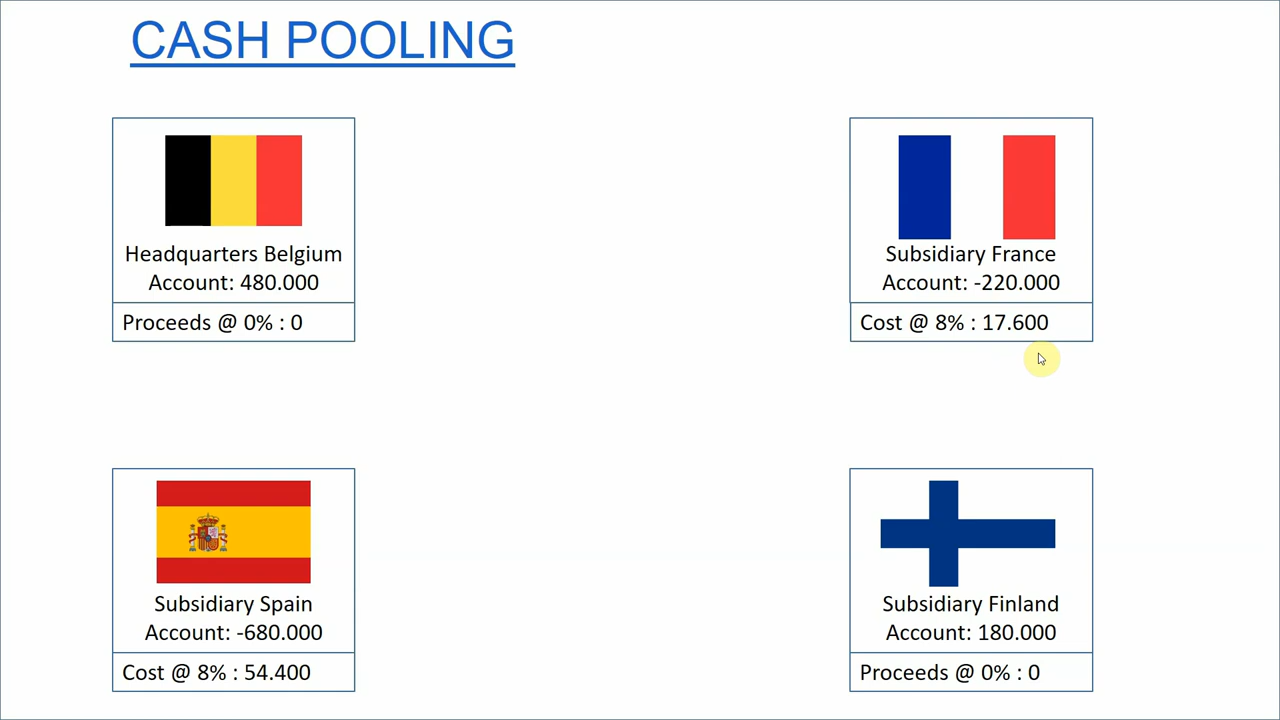 CASH POOLING
Headquarters Belgium
Account: 480.000
Proceeds @ 0% : 0
Subsidiary France
Account: -220.000
Cost @ 8% : 17.600
Subsidiary Spain
Account: -680.000
Cost @ 8% : 54.400
Subsidiary Finland
Account: 180.000
Proceeds @ 0% : 0